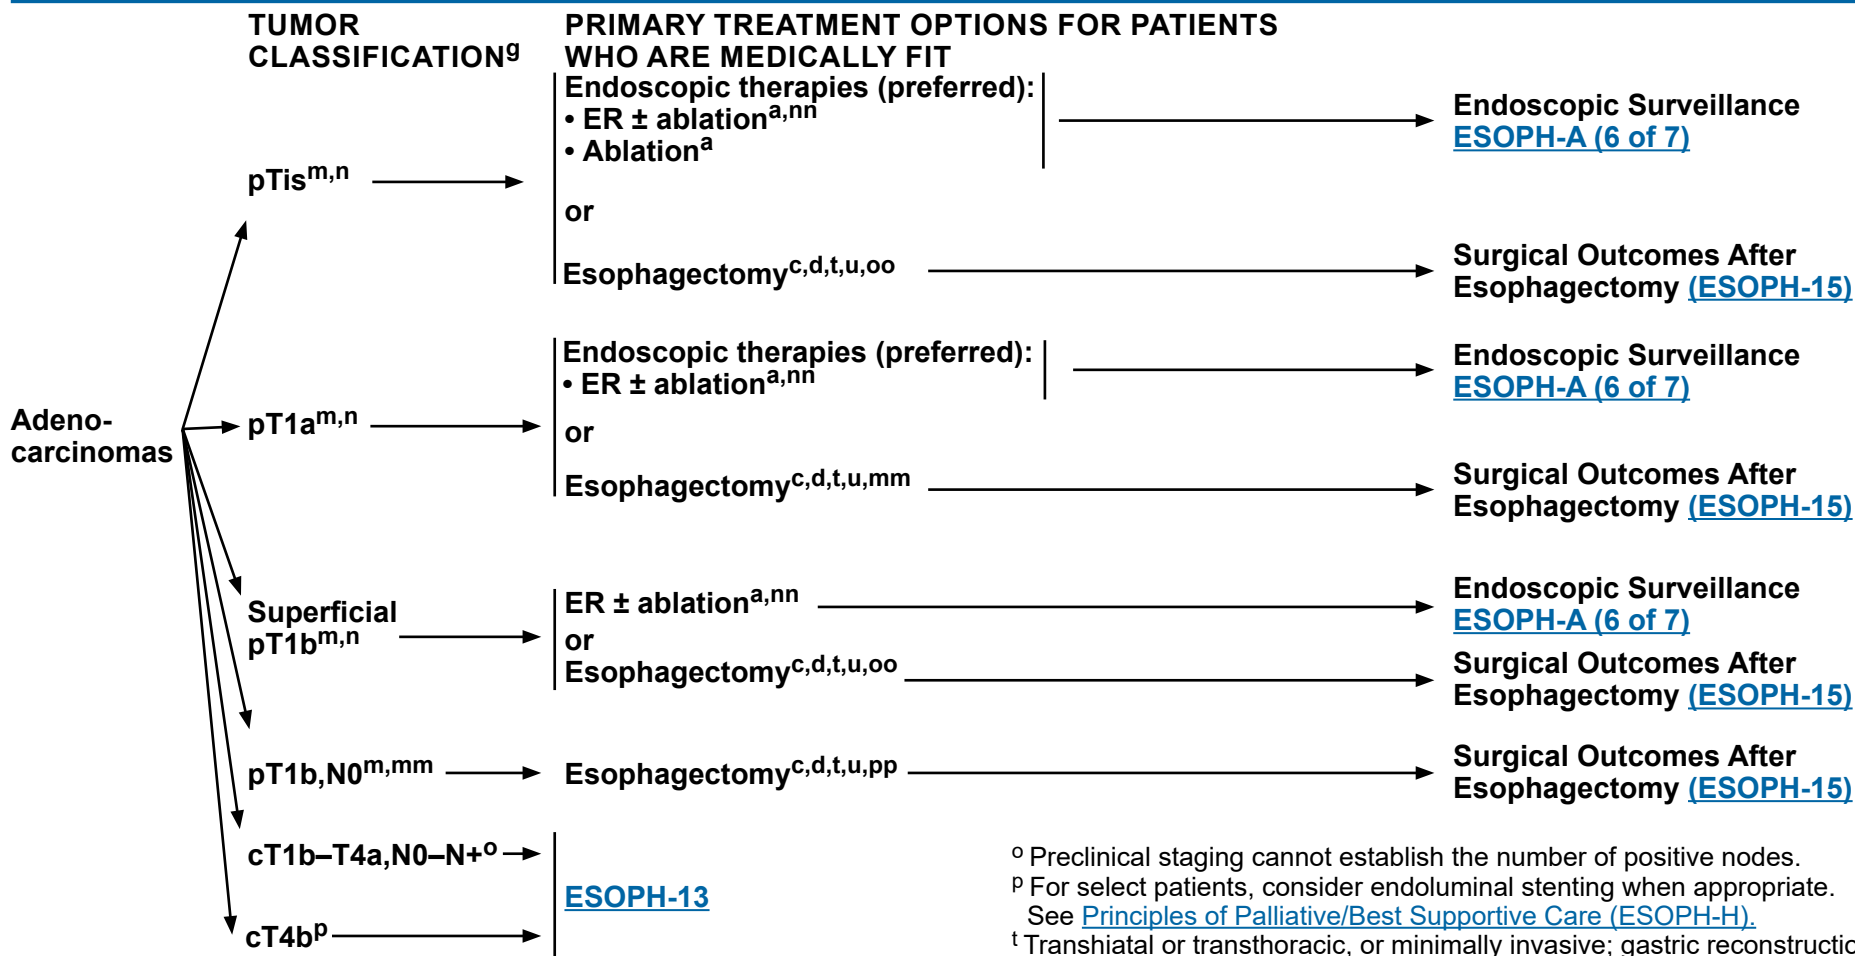 TUMOR
CLASSIFICATIONg
PRIMARY TREATMENT OPTIONS FOR PATIENTS
WHO ARE MEDICALLY FIT
Adeno-
carcinomas
pTism,n
Endoscopic therapies (preferred):
• ER ± ablationa,nn
• Ablationa
Endoscopic Surveillance
ESOPH-A (6 of 7)
or
Esophagectomyc,d,t,u,oo
Surgical Outcomes After
Esophagectomy (ESOPH-15)
pT1am,n
Endoscopic therapies (preferred):
• ER ± ablationa,nn
Endoscopic Surveillance
ESOPH-A (6 of 7)
or
Esophagectomyc,d,t,u,mm
Surgical Outcomes After
Esophagectomy (ESOPH-15)
Superficial
pT1bm,n
ER ± ablationa,nn
Endoscopic Surveillance
ESOPH-A (6 of 7)
or
Esophagectomyc,d,t,u,oo
Surgical Outcomes After
Esophagectomy (ESOPH-15)
pT1b,N0m,mm
Esophagectomyc,d,t,u,pp
Surgical Outcomes After
Esophagectomy (ESOPH-15)
cT1b–T4a,N0–N+o
cT4bp
ESOPH-13
o Preclinical staging cannot establish the number of positive nodes.
p For select patients, consider endoluminal stenting when appropriate.
See Principles of Palliative/Best Supportive Care (ESOPH-H).
t Transhiatal or transthoracic, or minimally invasive; gastric reconstructio